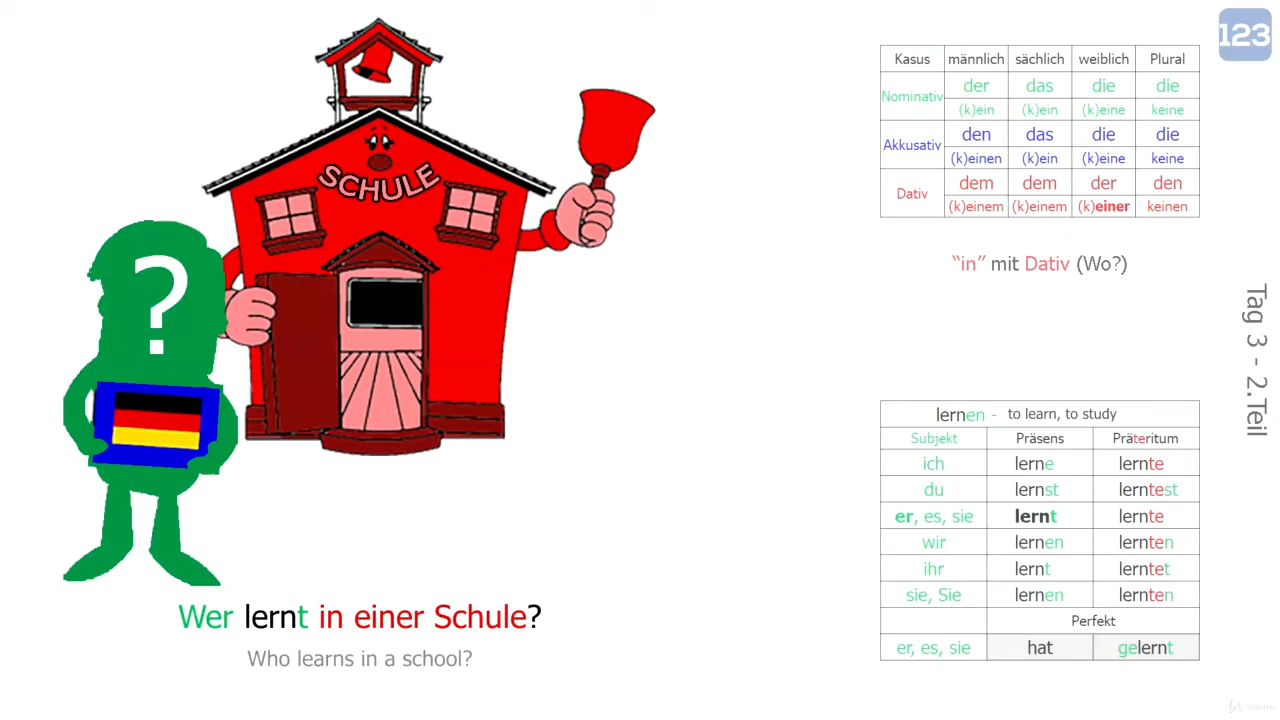 SCHULE
?
Wer lernt in einer Schule?
Who learns in a school?
123
Kasus männlich sächlich weiblich Plural
Nominativ der das die die
(k)ein (k)ein (k)eine keine
Akkusativ den das die die
(k)einen (k)ein (k)eine keine
Dativ dem dem der den
(k)einem (k)einem (k)einer keinen
“in” mit Dativ (Wo?)
Tag 3 - 2.Teil
lernen - to learn, to study
Subjekt Präsens Präteritum
ich lerne lernte
du lernst lerntest
er, es, sie lernt lernte
wir lernen lernten
ihr lernt lerntet
sie, Sie lernen lernten
Perfekt
er, es, sie hat gelernt